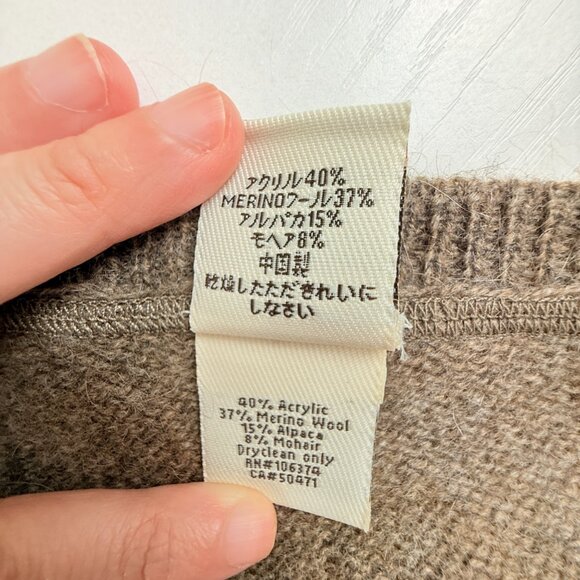 アクリル40%
MERINOウール37%
アルパカ15%
モヘア8%
中国製
乾燥したただきれいに
しなさい
40% Acrylic
37% Merino Wool
15% Alpaca
8% Mohair
Dryclean only
RN#106374
CA#50471